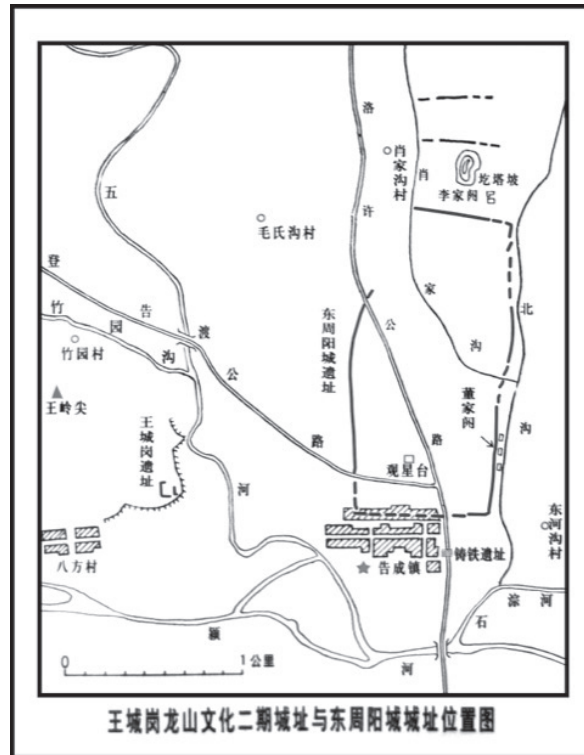 洛许公路
肖家沟村
肖家沟
圪塔坡
李家阁
五渡河
毛氏沟村
登告公路
竹园沟
竹园村
王岭尖
东周阳城遗址
北沟
董家阁
王城岗遗址
观星台
东河沟村
八方村
告成镇
铸铁遗址
石淙河
颍河
0 1公里
王城岗龙山文化二期城址与东周阳城城址位置图